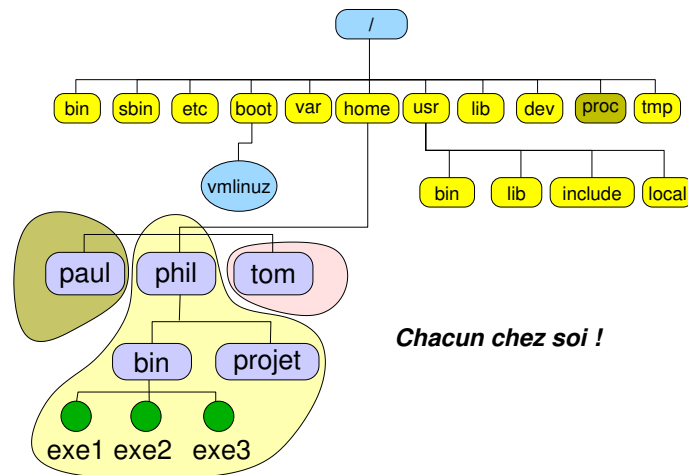 /
bin sbin etc boot var home usr lib dev proc tmp
vmlinuz
bin lib include local
paul phil tom
Chacun chez soi !
bin projet
exe1 exe2 exe3